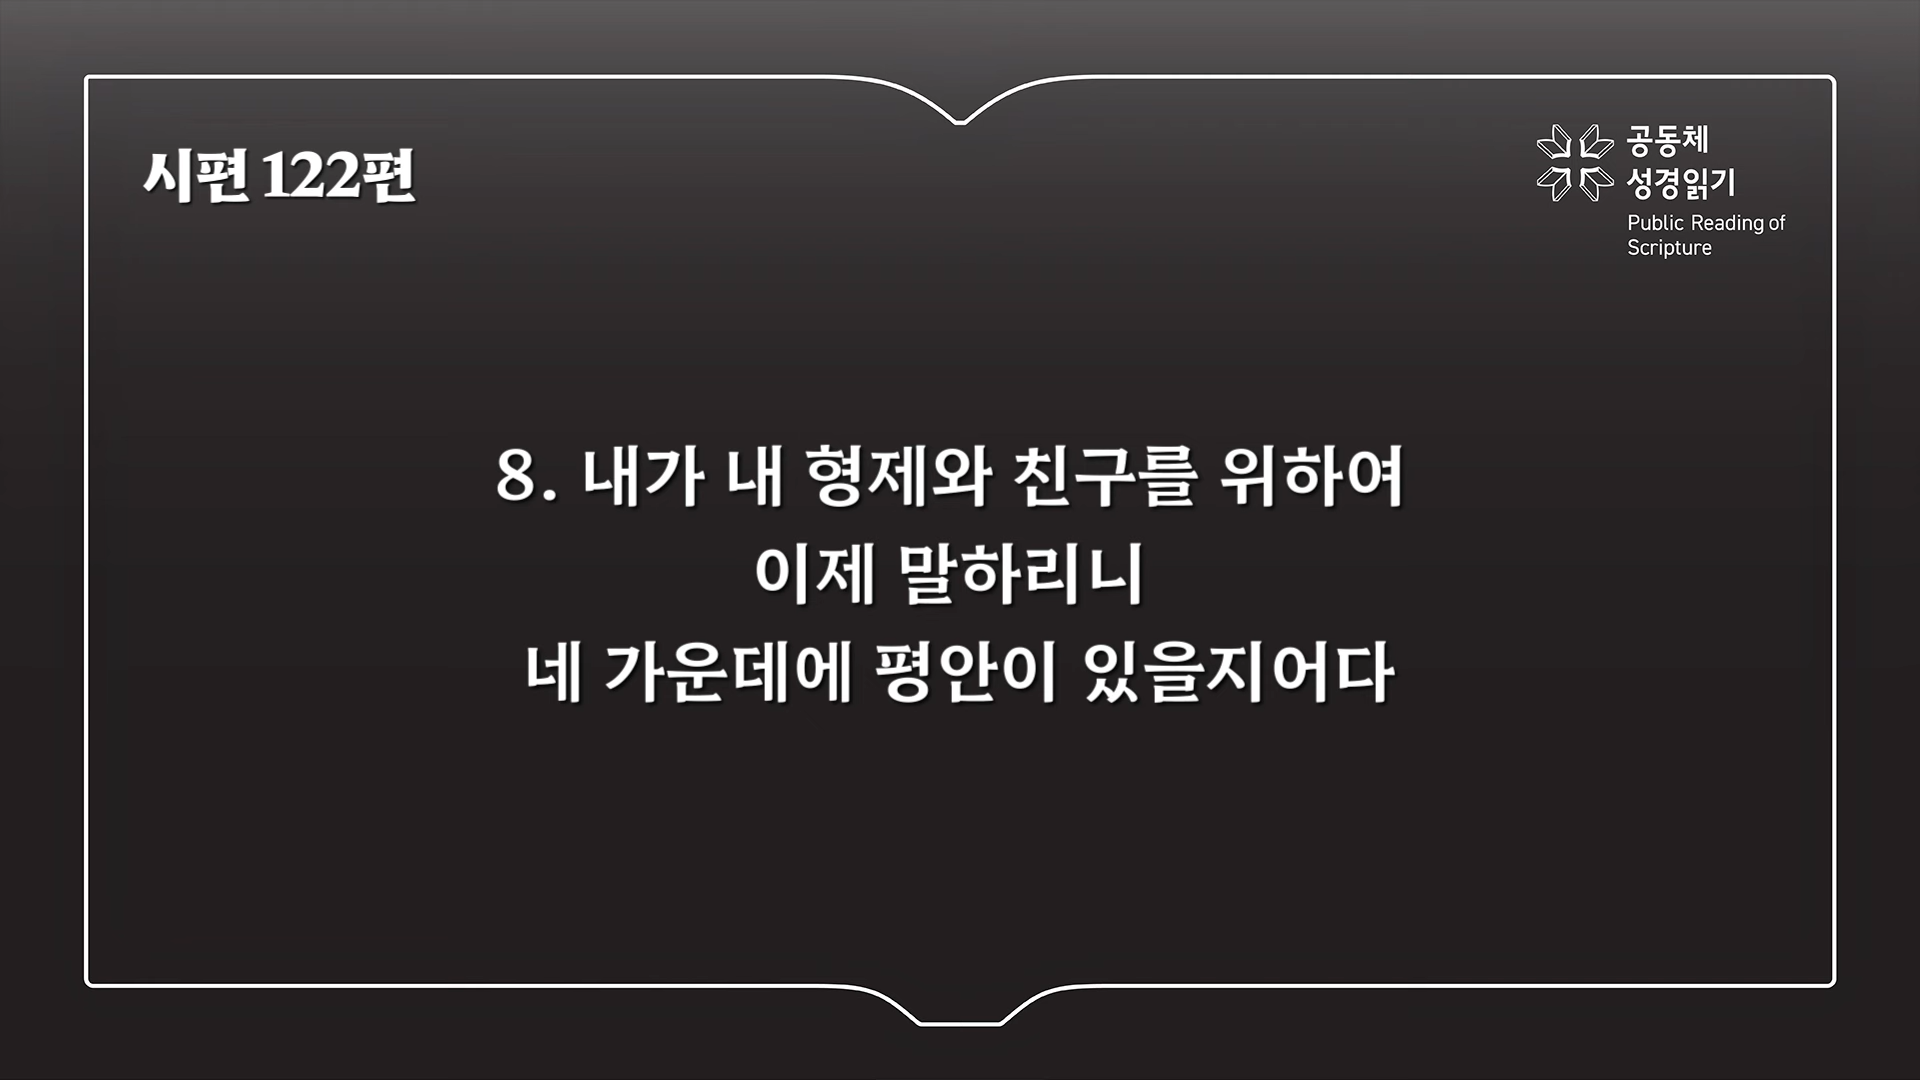 시편 122편
공동체
성경읽기
Public Reading of
Scripture
8. 내가 내 형제와 친구를 위하여
이제 말하리니
네 가운데에 평안이 있을지어다